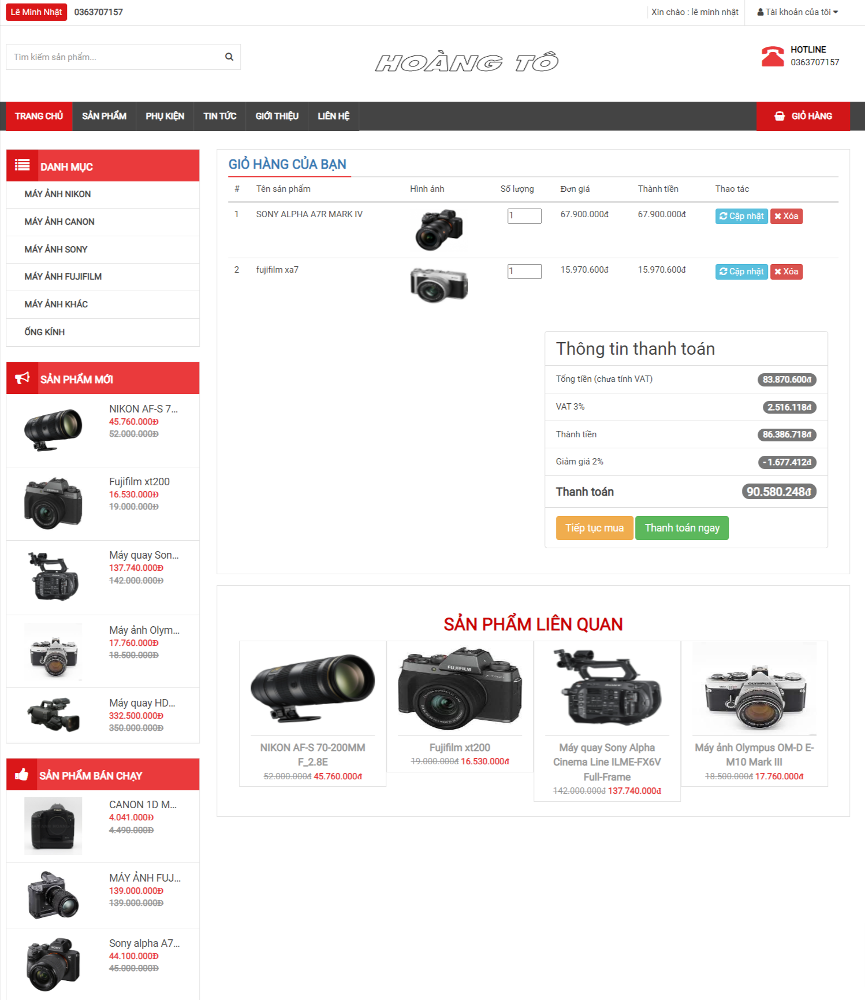 Lê Minh Nhật 0363707157
Xin chào : lê minh nhật
Tài khoản của tôi
Tìm kiếm sản phẩm...
HOÀNG TÔ
HOTLINE
0363707157
TRANG CHỦ SẢN PHẨM PHỤ KIỆN TIN TỨC GIỚI THIỆU LIÊN HỆ GIỎ HÀNG
DANH MỤC
MÁY ẢNH NIKON
MÁY ẢNH CANON
MÁY ẢNH SONY
MÁY ẢNH FUJIFILM
MÁY ẢNH KHÁC
ỐNG KÍNH
SẢN PHẨM MỚI
NIKON AF-S 7...
45.760.000Đ
52.000.000Đ
Fujifilm xt200
16.530.000Đ
19.000.000Đ
Máy quay Son...
137.740.000Đ
142.000.000Đ
Máy ảnh Olym...
17.760.000Đ
18.500.000Đ
Máy quay HD...
332.500.000Đ
350.000.000Đ
SẢN PHẨM BÁN CHẠY
CANON 1D M...
4.041.000Đ
4.490.000Đ
MÁY ẢNH FUJ...
139.000.000Đ
139.000.000Đ
Sony alpha A7...
44.100.000Đ
45.000.000Đ
GIỎ HÀNG CỦA BẠN
# Tên sản phẩm Hình ảnh Số lượng Đơn giá Thành tiền Thao tác
1 SONY ALPHA A7R MARK IV 1 67.900.000đ 67.900.000đ Cập nhật Xóa
2 fujifilm xa7 1 15.970.600đ 15.970.600đ Cập nhật Xóa
Thông tin thanh toán
Tổng tiền (chưa tính VAT) 83.870.600đ
VAT 3% 2.516.118đ
Thành tiền 86.386.718đ
Giảm giá 2% - 1.677.412đ
Thanh toán 90.580.248đ
Tiếp tục mua Thanh toán ngay
SẢN PHẨM LIÊN QUAN
FUJIFILM
OLYMPUS
NIKON AF-S 70-200MM
F_2.8E
52.000.000đ 45.760.000đ
Fujifilm xt200
19.000.000đ 16.530.000đ
Máy quay Sony Alpha
Cinema Line ILME-FX6V
Full-Frame
142.000.000đ 137.740.000đ
Máy ảnh Olympus OM-D E-
M10 Mark III
18.500.000đ 17.760.000đ